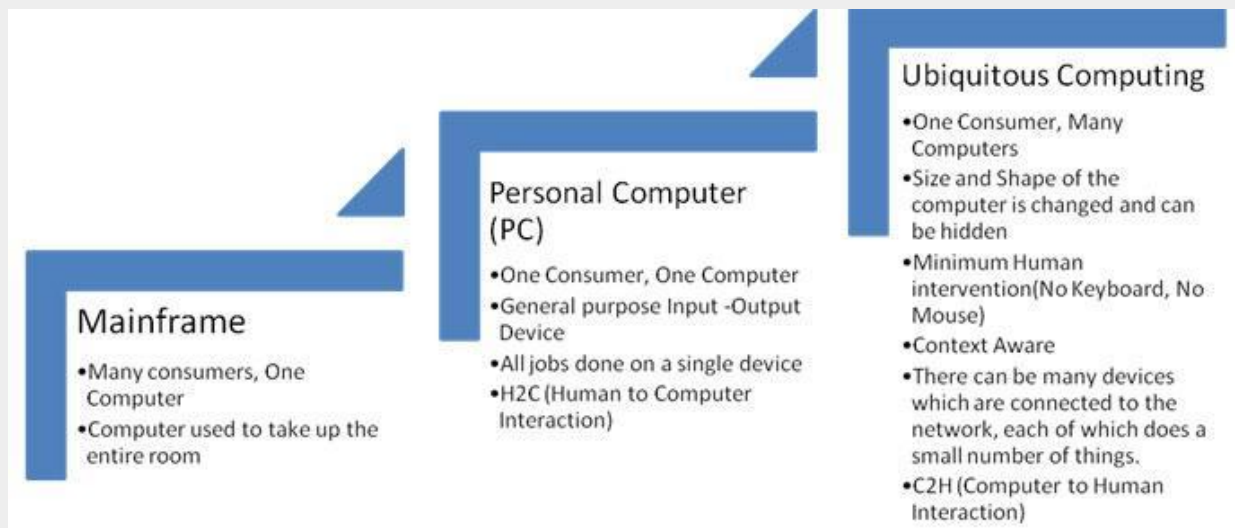 Mainframe
•Many consumers, One
Computer
•Computer used to take up the
entire room
Personal Computer
(PC)
•One Consumer, One Computer
•General purpose Input -Output
Device
•All jobs done on a single device
•H2C (Human to Computer
Interaction)
Ubiquitous Computing
•One Consumer, Many
Computers
•Size and Shape of the
computer is changed and can
be hidden
•Minimum Human
intervention(No Keyboard, No
Mouse)
•Context Aware
•There can be many devices
which are connected to the
network, each of which does a
small number of things.
•C2H (Computer to Human
Interaction)